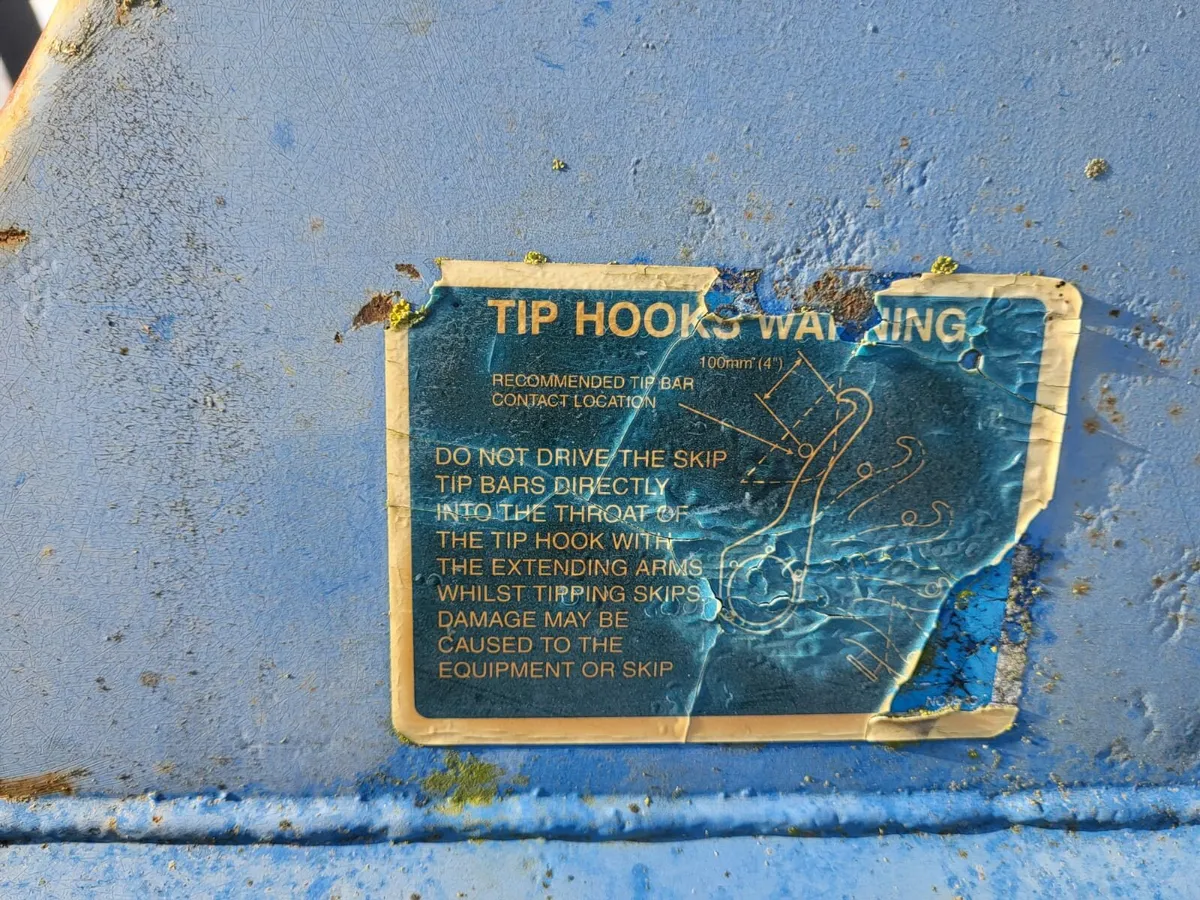 TIP HOOKS WARNING
100mm (4")
RECOMMENDED TIP BAR
CONTACT LOCATION
DO NOT DRIVE THE SKIP
TIP BARS DIRECTLY
INTO THE THROAT OF
THE TIP HOOK WITH
THE EXTENDING ARMS
WHILST TIPPING SKIPS
DAMAGE MAY BE
CAUSED TO THE
EQUIPMENT OR SKIP